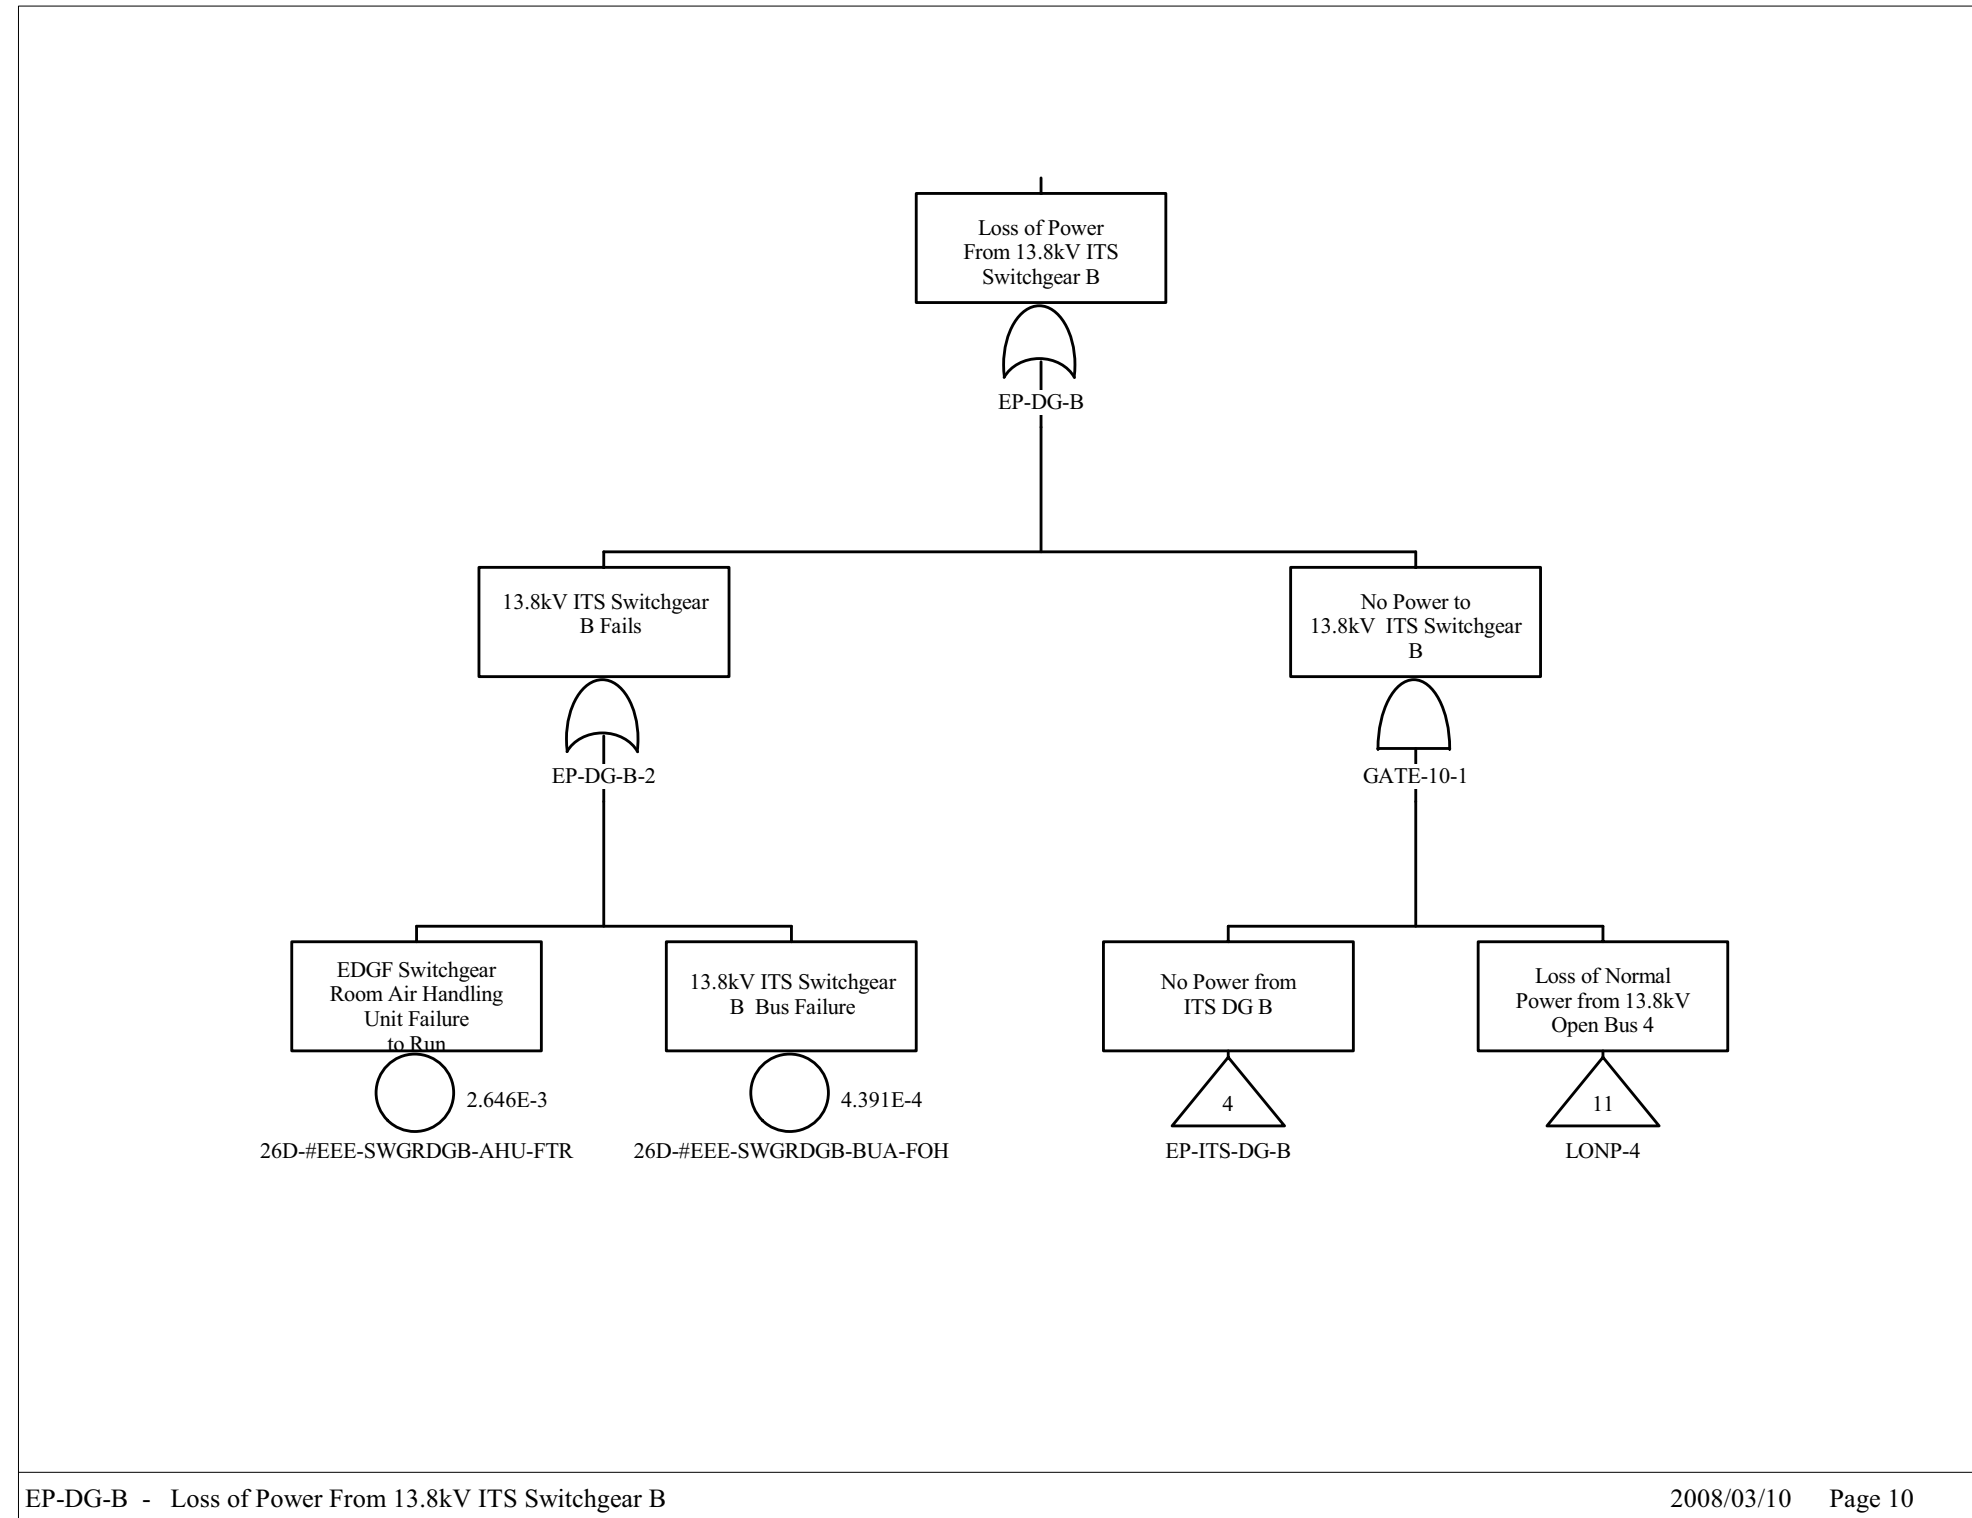 Loss of Power
From 13.8kV ITS
Switchgear B
EP-DG-B
13.8kV ITS Switchgear
B Fails
EP-DG-B-2
No Power to
13.8kV ITS Switchgear
B
GATE-10-1
EDGF Switchgear
Room Air Handling
Unit Failure
to Run
2.646E-3
26D-#EEE-SWGRDGB-AHU-FTR
13.8kV ITS Switchgear
B Bus Failure
4.391E-4
26D-#EEE-SWGRDGB-BUA-FOH
No Power from
ITS DG B
4
EP-ITS-DG-B
Loss of Normal
Power from 13.8kV
Open Bus 4
11
LONP-4
EP-DG-B - Loss of Power From 13.8kV ITS Switchgear B
2008/03/10 Page 10